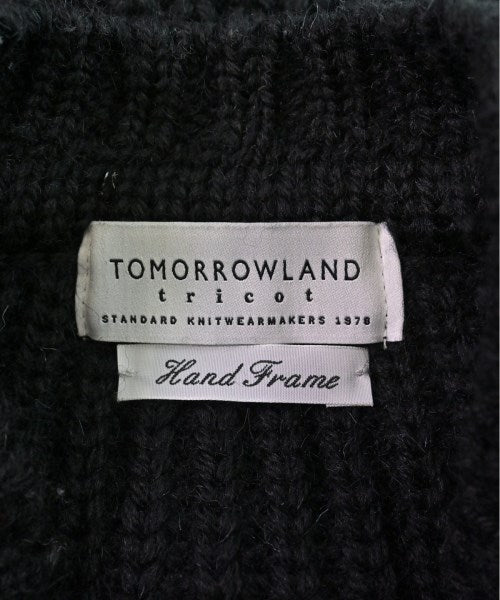 TOMORROWLAND
tricot
STANDARD KNITWEARMAKERS 1978
Hand Frame